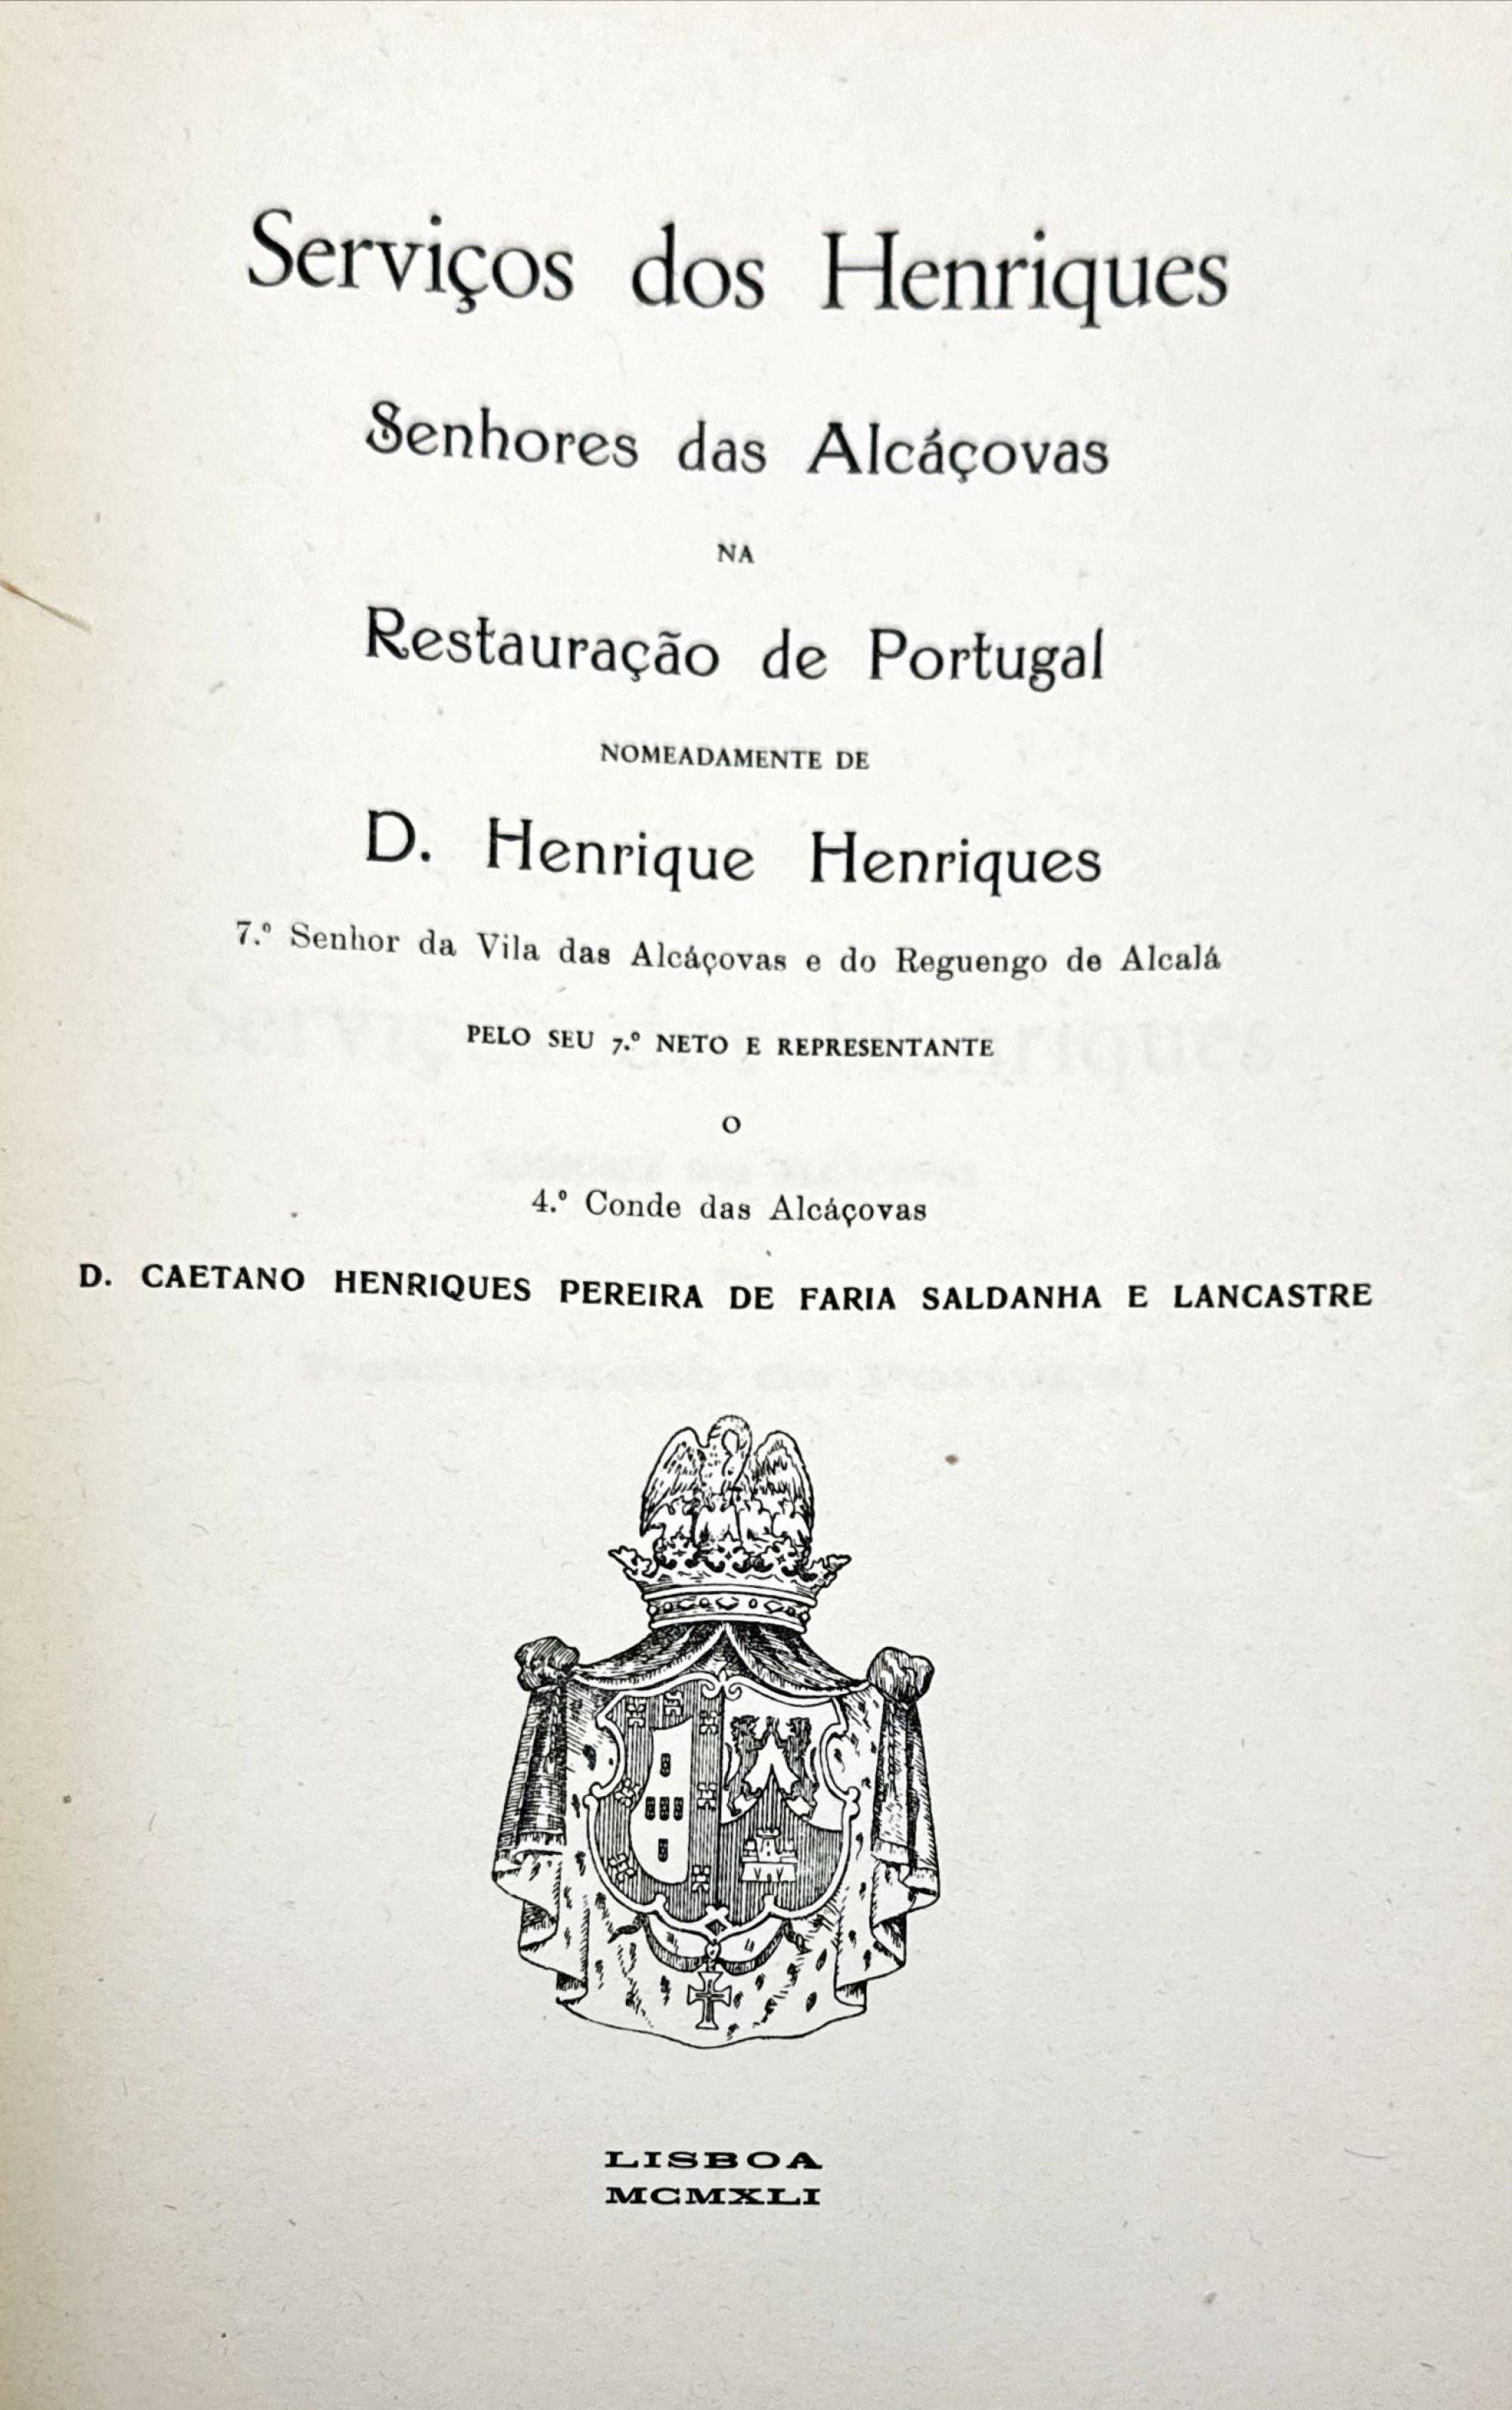 Serviços dos Henriques
Senhores das Alcáçovas
NA
Restauração de Portugal
NOMEADAMENTE DE
D. Henrique Henriques
7.º Senhor da Vila das Alcáçovas e do Reguengo de Alcalá
PELO SEU 7.º NETO E REPRESENTANTE
O
4.º Conde das Alcáçovas
D. CAETANO HENRIQUES PEREIRA DE FARIA SALDANHA E LANCASTRE
LISBOA
MCMXLI